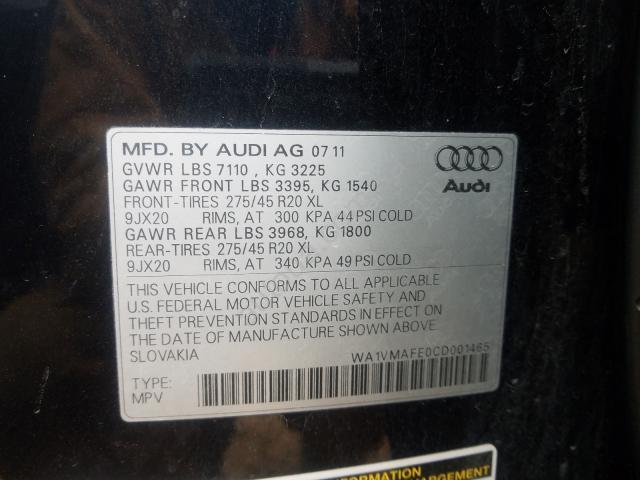 MFD. BY AUDI AG 07 11
GVWR LBS 7110 , KG 3225
GAWR FRONT LBS 3395, KG 1540
FRONT-TIRES 275/45 R20 XL
9JX20 RIMS, AT 300 KPA 44 PSI COLD
GAWR REAR LBS 3968, KG 1800
REAR-TIRES 275/45 R20 XL
9JX20 RIMS, AT 340 KPA 49 PSI COLD
Audi
THIS VEHICLE CONFORMS TO ALL APPLICABLE
U.S. FEDERAL MOTOR VEHICLE SAFETY AND
THEFT PREVENTION STANDARDS IN EFFECT ON
THE DATE OF MANUFACTURE SHOWN ABOVE.
SLOVAKIA
WA1VMAFE0CD001465
TYPE:
MPV
INFORMATION